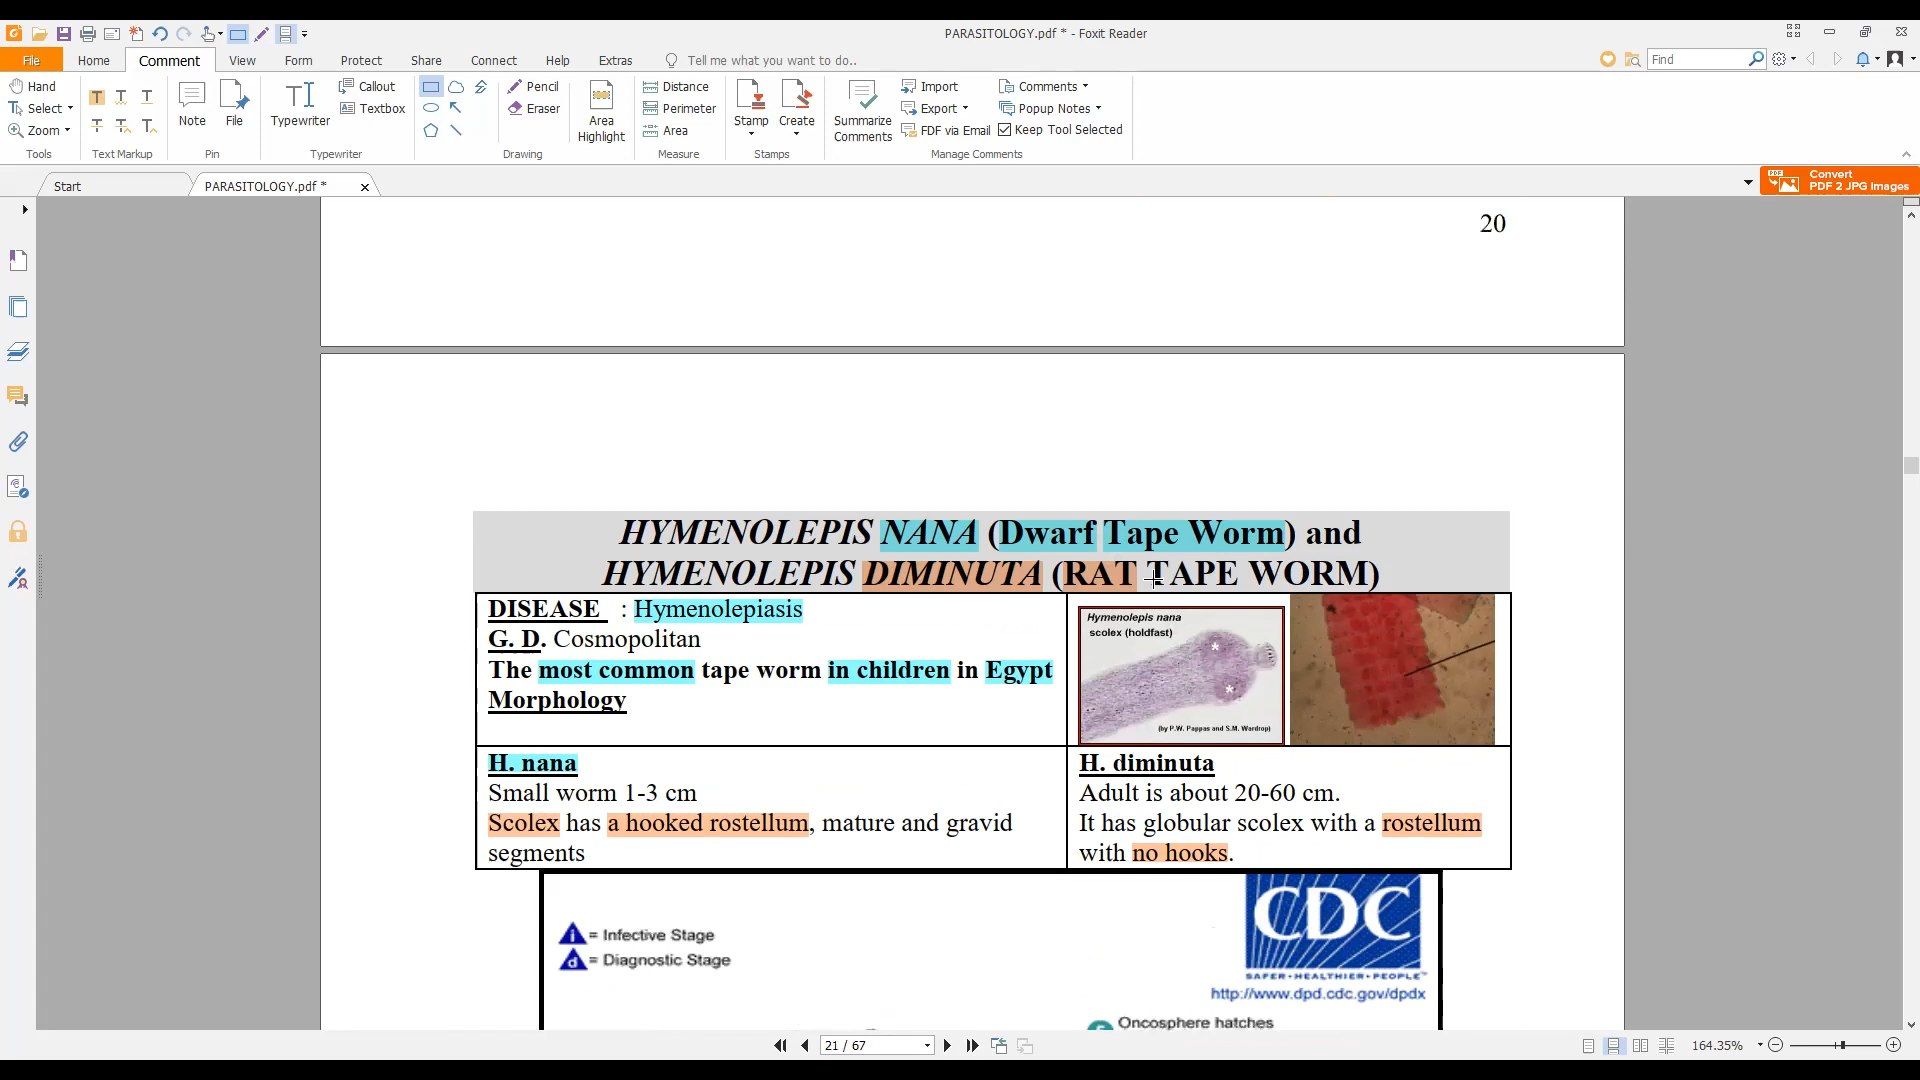 PARASITOLOGY.pdf * - Foxit Reader
File Home Comment View Form Protect Share Connect Help Extras Tell me what you want to do.. Find
Hand
Select
Zoom
Tools
Text Markup
Note
File
Pin
Typewriter
Callout
Textbox
Typewriter
Pencil
Eraser
Drawing
Area
Highlight
Distance
Perimeter
Area
Measure
Stamp
Create
Stamps
Summarize
Comments
Import
Export
FDF via Email
Comments
Popup Notes
Keep Tool Selected
Manage Comments
Start
PARASITOLOGY.pdf *
Convert
PDF 2 JPG Images
20
HYMENOLEPIS NANA (Dwarf Tape Worm) and
HYMENOLEPIS DIMINUTA (RAT TAPE WORM)
DISEASE : Hymenolepiasis
G. D. Cosmopolitan
The most common tape worm in children in Egypt
Morphology
Hymenolepis nana
scolex (holdfast)
(by P.W. Pappas and S.M. Wardrop)
H. nana
Small worm 1-3 cm
Scolex has a hooked rostellum, mature and gravid
segments
H. diminuta
Adult is about 20-60 cm.
It has globular scolex with a rostellum
with no hooks.
i = Infective Stage
d = Diagnostic Stage
CDC
SAFER•HEALTHIER•PEOPLE™
http://www.dpd.cdc.gov/dpdx
Oncosphere hatches
21 / 67
164.35%